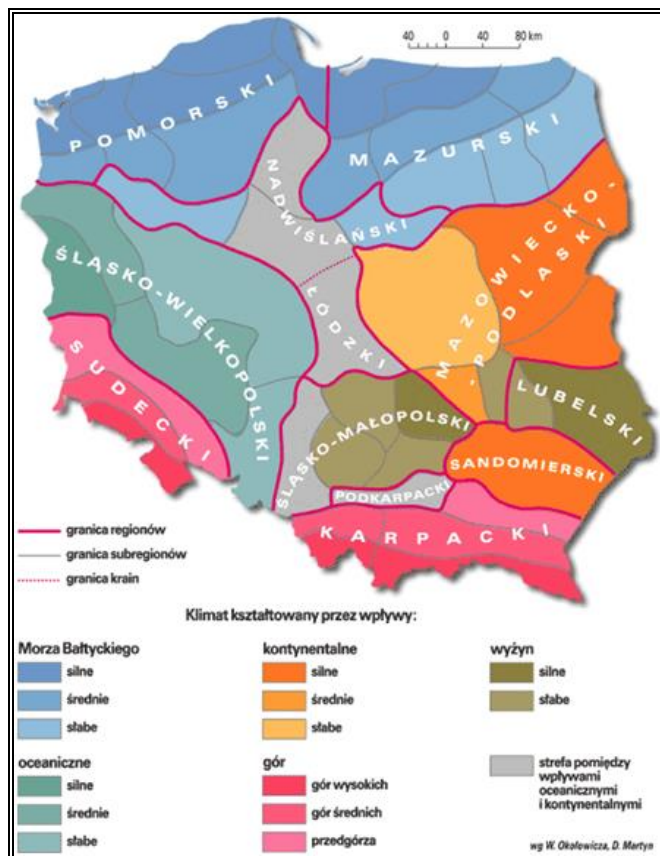 40 0 40 80 km
POMORSKI
MAZURSKI
NADWIŚLAŃSKI
ŚLĄSKO-WIELKOPOLSKI
ŁÓDZKI
MAZOWIECKO-
-PODLASKI
SUDECKI
LUBELSKI
ŚLĄSKO-MAŁOPOLSKI
SANDOMIERSKI
PODKARPACKI
KARPACKI
granica regionów
granica subregionów
granica krain
Klimat kształtowany przez wpływy:
Morza Bałtyckiego
silne
średnie
słabe
kontynentalne
silne
średnie
słabe
wyżyn
silne
słabe
oceaniczne
silne
średnie
słabe
gór
gór wysokich
gór średnich
przedgórza
strefa pomiędzy
wpływami
oceanicznymi
i kontynentalnymi
wg W. Okołowicza, D. Martyn